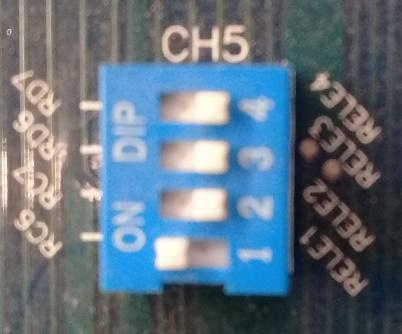 CH5
RD7
RD6
RC7
RC6
ON DIP
1
2
3
4
RELE4
RELE3
RELE2
RELE1